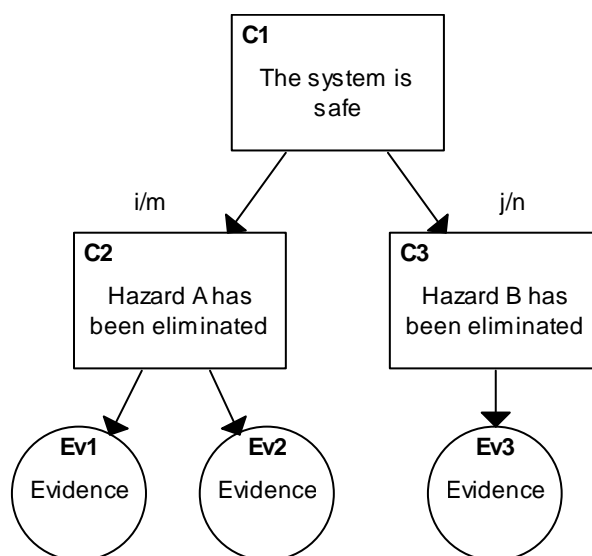 C1
The system is
safe
i/m
j/n
C2
Hazard A has
been eliminated
C3
Hazard B has
been eliminated
Ev1
Evidence
Ev2
Evidence
Ev3
Evidence